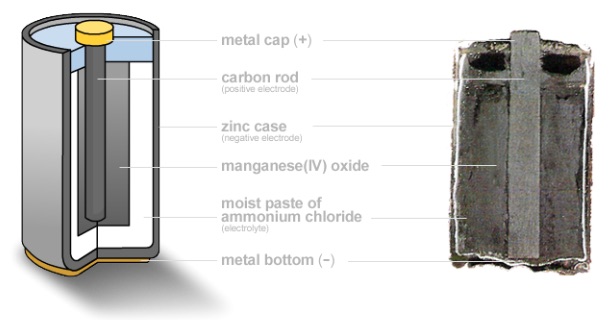 metal cap (+)
carbon rod
(positive electrode)
zinc case
(negative electrode)
manganese(IV) oxide
moist paste of
ammonium chloride
(electrolyte)
metal bottom (−)